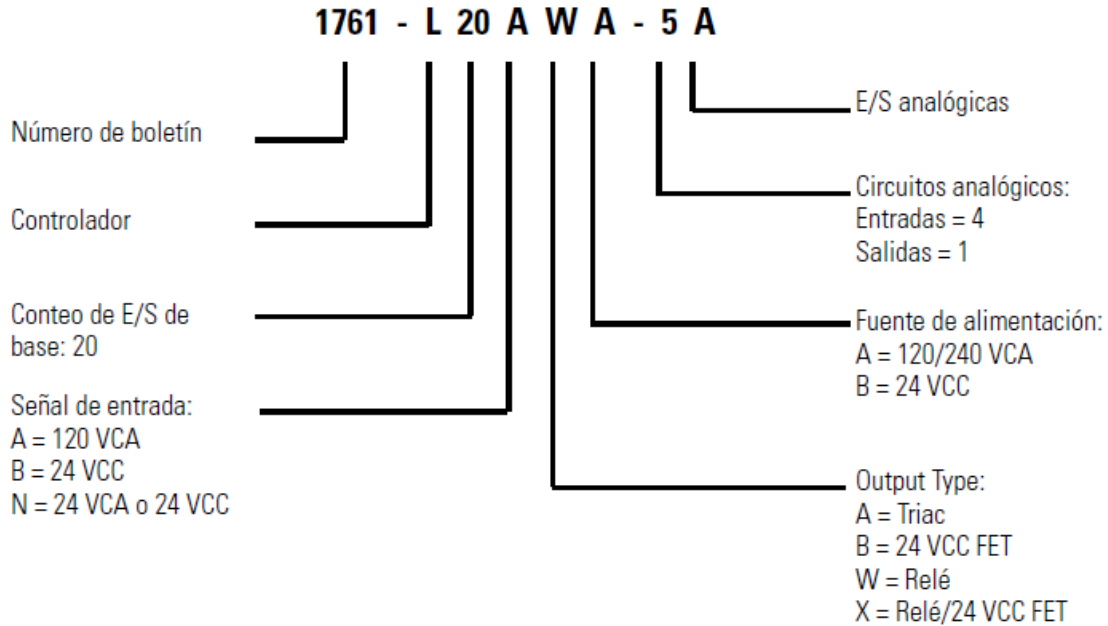 1761 - L 20 A W A - 5 A
Número de boletín
Controlador
Conteo de E/S de
base: 20
Señal de entrada:
A = 120 VCA
B = 24 VCC
N = 24 VCA o 24 VCC
E/S analógicas
Circuitos analógicos:
Entradas = 4
Salidas = 1
Fuente de alimentación:
A = 120/240 VCA
B = 24 VCC
Output Type:
A = Triac
B = 24 VCC FET
W = Relé
X = Relé/24 VCC FET